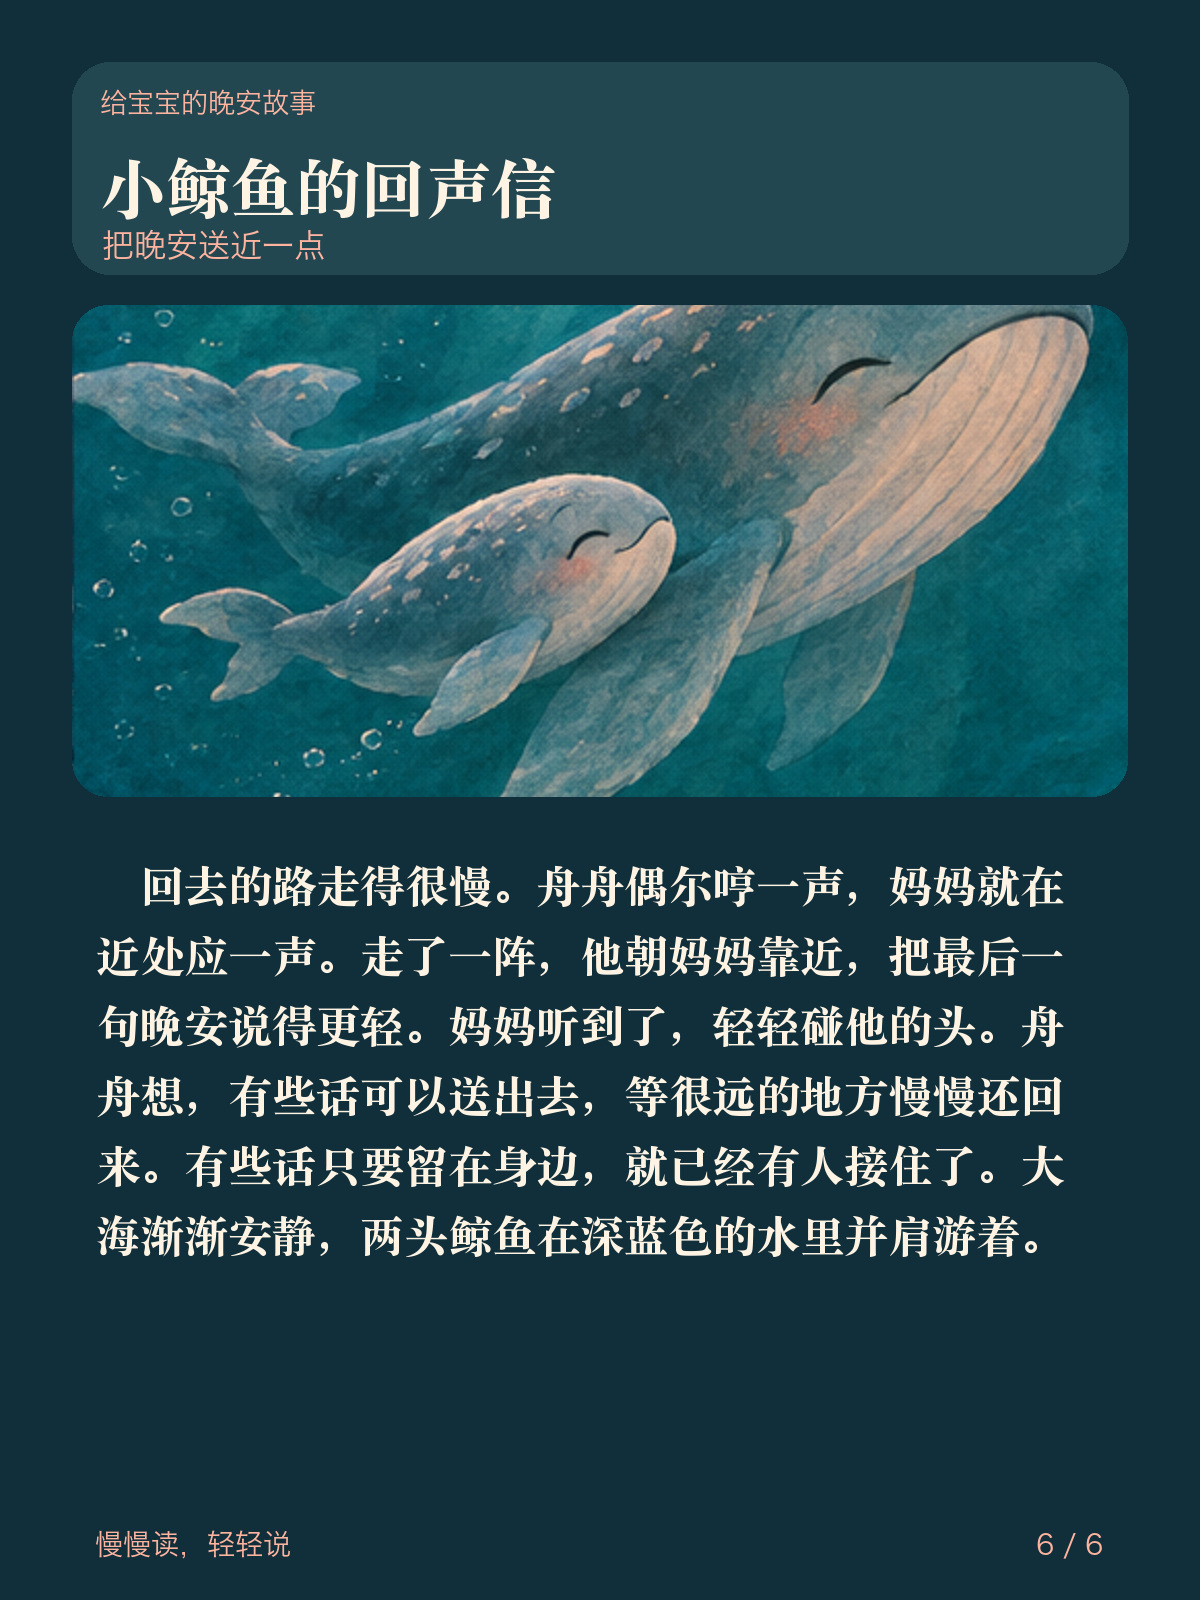 给宝宝的晚安故事
小鲸鱼的回声信
把晚安送近一点
回去的路走得很慢。舟舟偶尔哼一声，妈妈就在
近处应一声。走了一阵，他朝妈妈靠近，把最后一
句晚安说得更轻。妈妈听到了，轻轻碰他的头。舟
舟想，有些话可以送出去，等很远的地方慢慢还回
来。有些话只要留在身边，就已经有人接住了。大
海渐渐安静，两头鲸鱼在深蓝色的水里并肩游着。
慢慢读，轻轻说
6 / 6